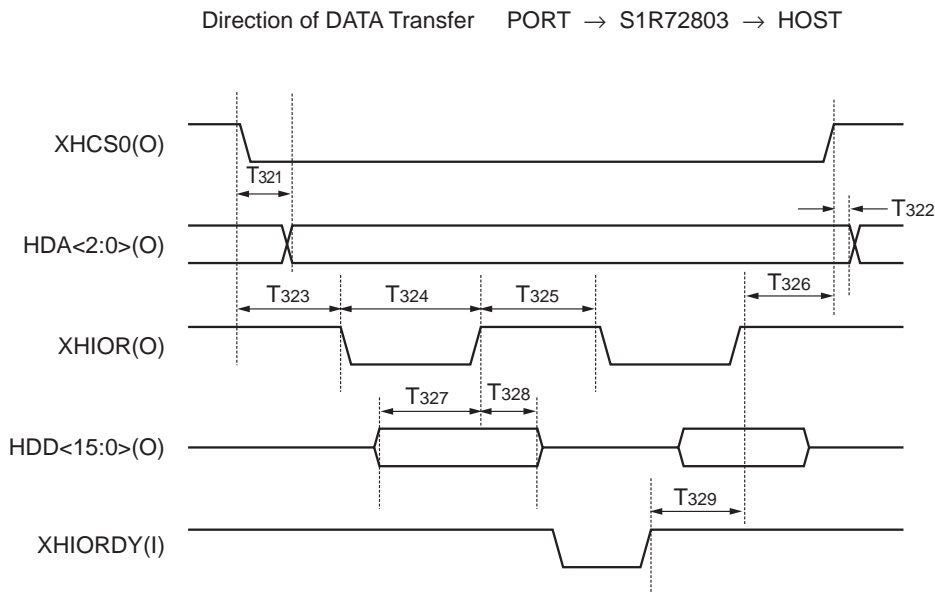 Direction of DATA Transfer PORT → S1R72803 → HOST
XHCS0(O)
T321
T322
HDA<2:0>(O)
T323
T324
T325
T326
XHIOR(O)
T327
T328
HDD<15:0>(O)
T329
XHIORDY(I)